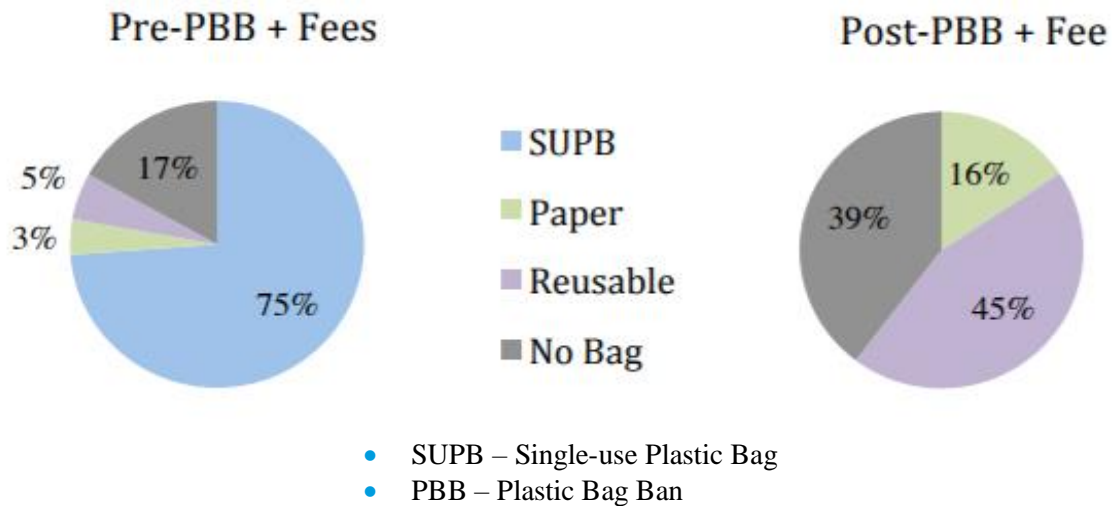 Pre-PBB + Fees
Post-PBB + Fee
17%
5%
3%
75%
SUPB
Paper
Reusable
No Bag
16%
39%
45%
• SUPB – Single-use Plastic Bag
• PBB – Plastic Bag Ban